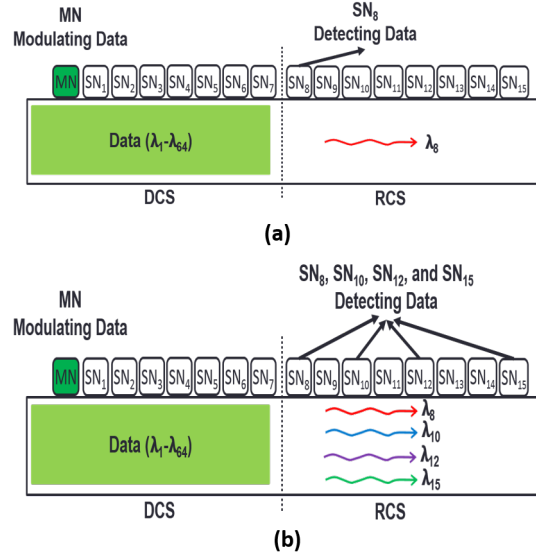 MN
Modulating Data
SN₈
Detecting Data
MN SN₁ SN₂ SN₃ SN₄ SN₅ SN₆ SN₇ SN₈ SN₉ SN₁₀ SN₁₁ SN₁₂ SN₁₃ SN₁₄ SN₁₅
Data (λ₁-λ₆₄)
λ₈
DCS RCS
(a)
MN
Modulating Data
SN₈, SN₁₀, SN₁₂, and SN₁₅
Detecting Data
MN SN₁ SN₂ SN₃ SN₄ SN₅ SN₆ SN₇ SN₈ SN₉ SN₁₀ SN₁₁ SN₁₂ SN₁₃ SN₁₄ SN₁₅
Data (λ₁-λ₆₄)
λ₈
λ₁₀
λ₁₂
λ₁₅
DCS RCS
(b)